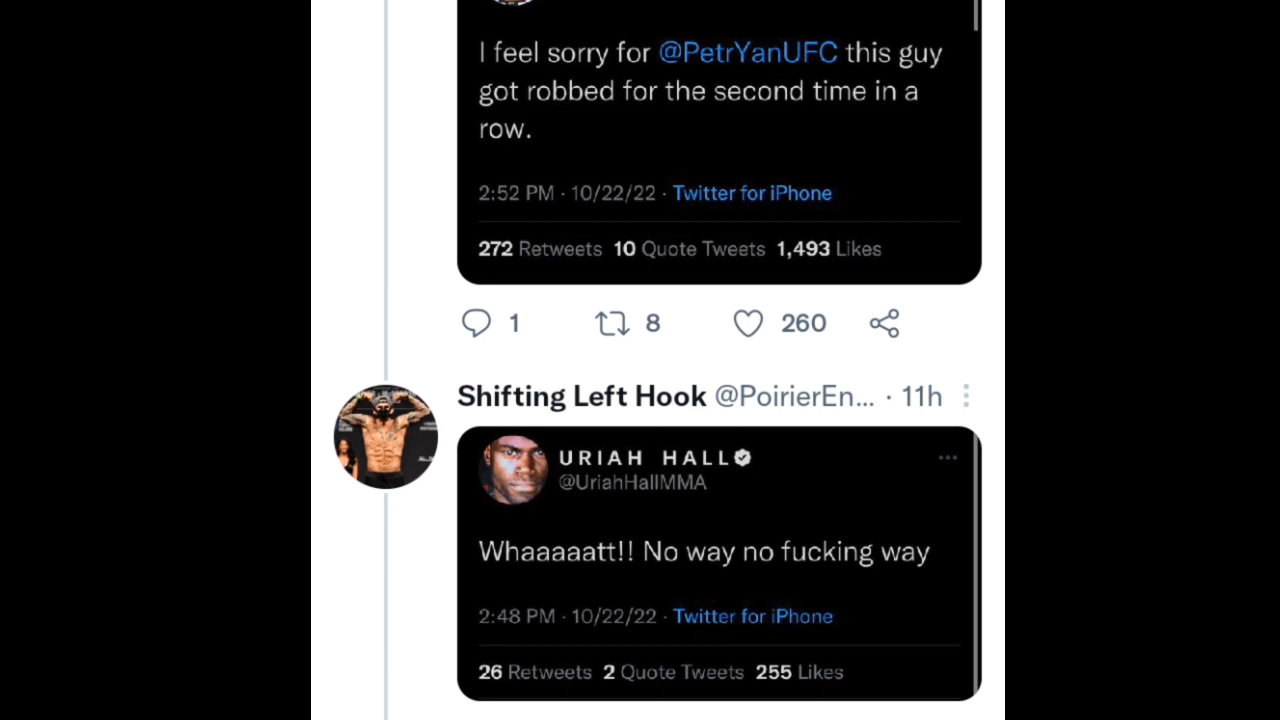 I feel sorry for @PetrYanUFC this guy
got robbed for the second time in a
row.
2:52 PM · 10/22/22 · Twitter for iPhone
272 Retweets 10 Quote Tweets 1,493 Likes
1 8 260
Shifting Left Hook @PoirierEn... · 11h
URIAH HALL
@UriahHallMMA
Whaaaaatt!! No way no fucking way
2:48 PM · 10/22/22 · Twitter for iPhone
26 Retweets 2 Quote Tweets 255 Likes